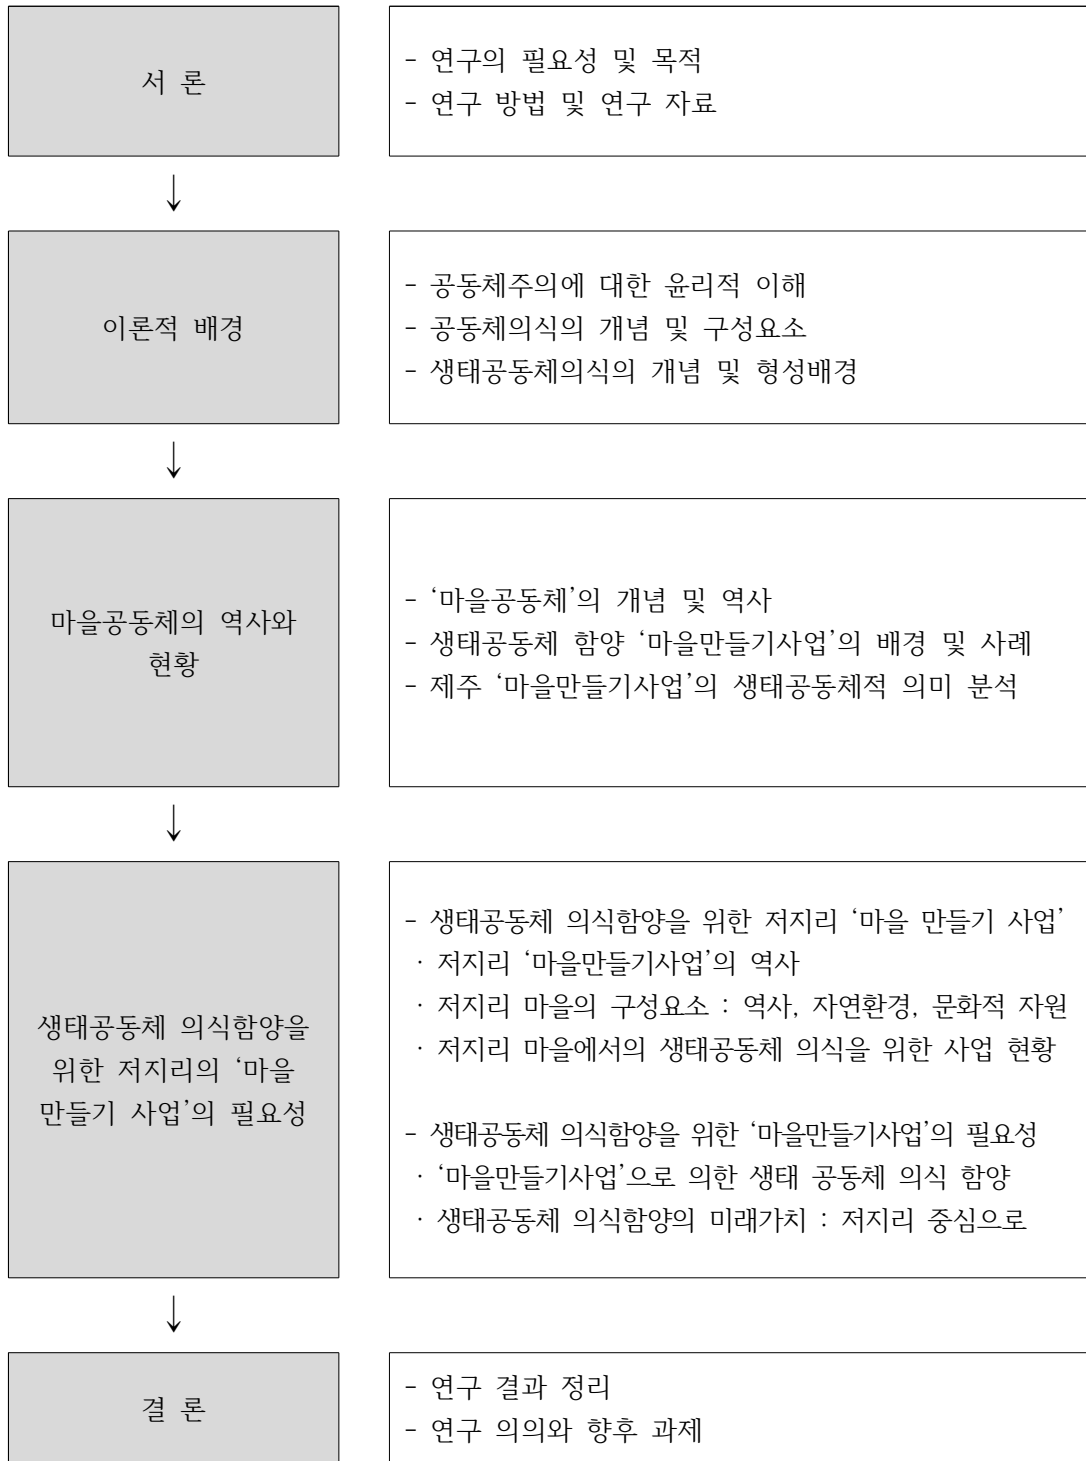 서 론
- 연구의 필요성 및 목적
- 연구 방법 및 연구 자료
↓
이론적 배경
- 공동체주의에 대한 윤리적 이해
- 공동체의식의 개념 및 구성요소
- 생태공동체의식의 개념 및 형성배경
↓
마을공동체의 역사와
현황
- ‘마을공동체’의 개념 및 역사
- 생태공동체 함양 ‘마을만들기사업’의 배경 및 사례
- 제주 ‘마을만들기사업’의 생태공동체적 의미 분석
↓
생태공동체 의식함양을
위한 저지리의 ‘마을
만들기 사업’의 필요성
- 생태공동체 의식함양을 위한 저지리 ‘마을 만들기 사업’
· 저지리 ‘마을만들기사업’의 역사
· 저지리 마을의 구성요소 : 역사, 자연환경, 문화적 자원
· 저지리 마을에서의 생태공동체 의식을 위한 사업 현황
- 생태공동체 의식함양을 위한 ‘마을만들기사업’의 필요성
· ‘마을만들기사업’으로 의한 생태 공동체 의식 함양
· 생태공동체 의식함양의 미래가치 : 저지리 중심으로
↓
결 론
- 연구 결과 정리
- 연구 의의와 향후 과제